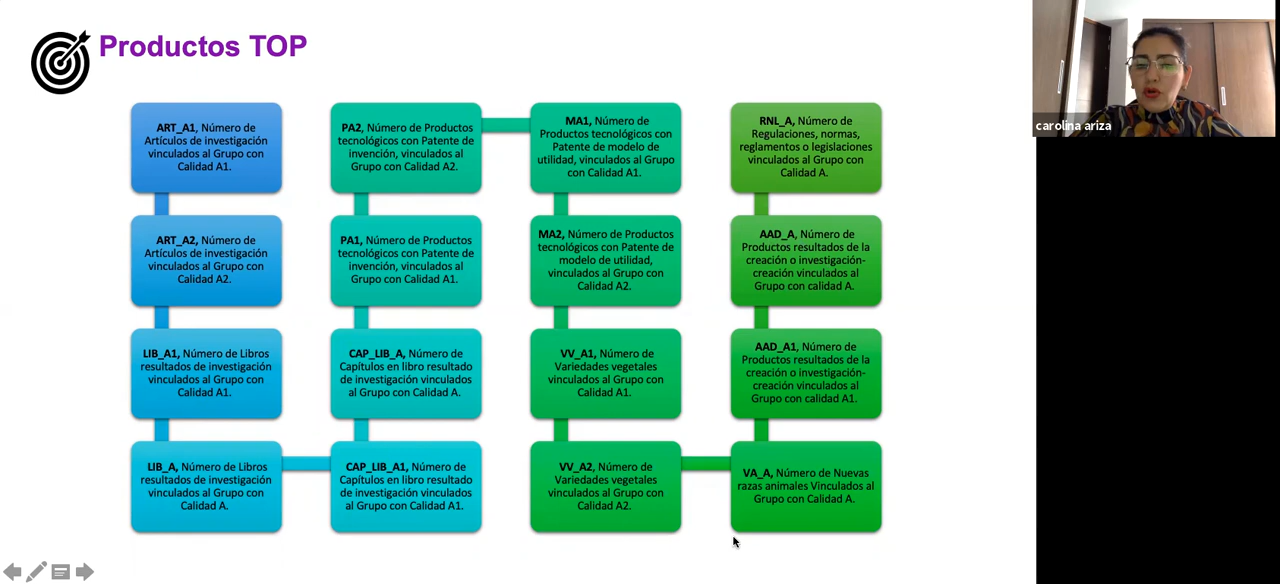 Productos TOP
ART_A1, Número de
Artículos de investigación
vinculados al Grupo con
Calidad A1.
ART_A2, Número de
Artículos de investigación
vinculados al Grupo con
Calidad A2.
LIB_A1, Número de Libros
resultados de investigación
vinculados al Grupo con
Calidad A1.
LIB_A, Número de Libros
resultados de investigación
vinculados al Grupo con
Calidad A.
CAP_LIB_A1, Número de
Capítulos en libro resultado
de investigación vinculados
al Grupo con Calidad A1.
CAP_LIB_A, Número de
Capítulos en libro resultado
de investigación vinculados
al Grupo con Calidad A.
PA1, Número de Productos
tecnológicos con Patente de
invención, vinculados al
Grupo con Calidad A1.
PA2, Número de Productos
tecnológicos con Patente de
invención, vinculados al
Grupo con Calidad A2.
MA1, Número de
Productos tecnológicos con
Patente de modelo de
utilidad, vinculados al Grupo
con Calidad A1.
MA2, Número de Productos
tecnológicos con Patente de
modelo de utilidad,
vinculados al Grupo con
Calidad A2.
VV_A1, Número de
Variedades vegetales
vinculados al Grupo con Calidad
A1.
VV_A2, Número de
Variedades vegetales
vinculados al Grupo con Calidad
A2.
VA_A, Número de Nuevas
razas animales Vinculados al
Grupo con Calidad A.
AAD_A1, Número de
Productos resultados de la
creación o investigación-
creación vinculados al
Grupo con calidad A1.
AAD_A, Número de
Productos resultados de la
creación o investigación-
creación vinculados al
Grupo con calidad A.
RNL_A, Número de
Regulaciones, normas,
reglamentos o legislaciones
vinculados al Grupo con
Calidad A.
carolina ariza